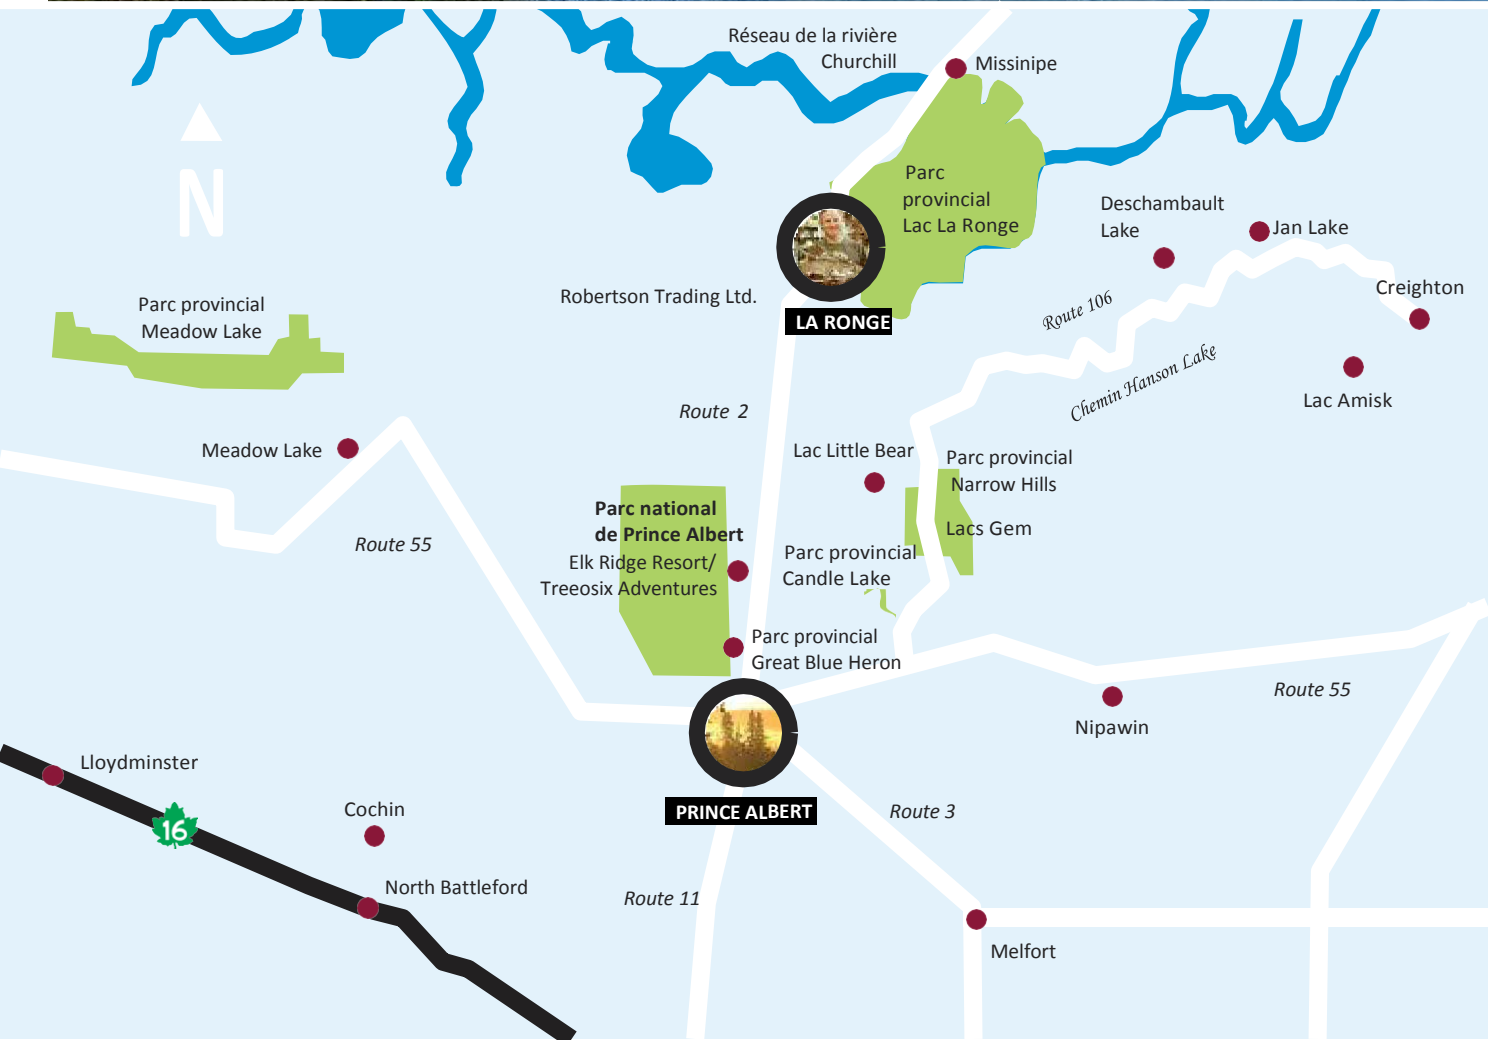 Réseau de la rivière
Churchill
Missinipe
N
Parc
provincial
Lac La Ronge
Deschambault
Lake
Jan Lake
Creighton
Parc provincial
Meadow Lake
Robertson Trading Ltd.
LA RONGE
Route 106
Chemin Hanson Lake
Lac Amisk
Route 2
Meadow Lake
Lac Little Bear
Parc provincial
Narrow Hills
Lacs Gem
Parc national
de Prince Albert
Elk Ridge Resort/
Treeosix Adventures
Route 55
Parc provincial
Candle Lake
Parc provincial
Great Blue Heron
Route 55
Nipawin
Lloydminster
16
Cochin
PRINCE ALBERT
Route 3
North Battleford
Route 11
Melfort